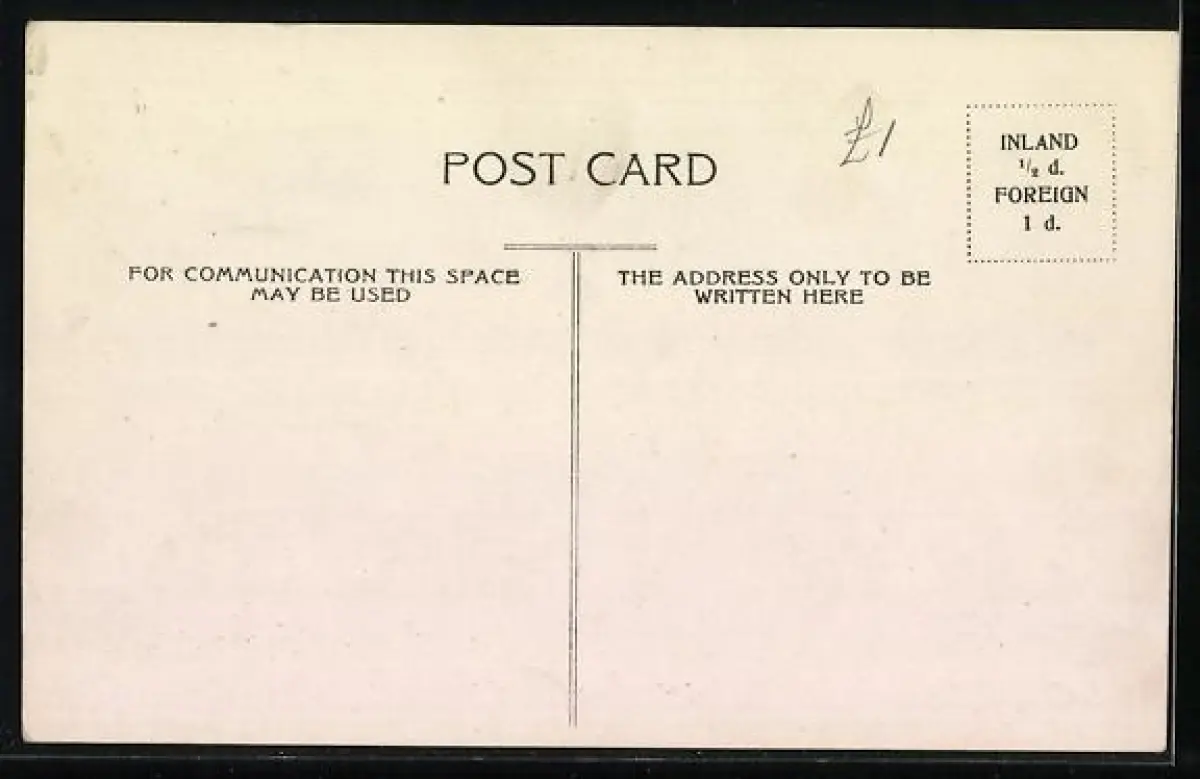 POST CARD
£1
INLAND
1/2 d.
FOREIGN
1 d.
FOR COMMUNICATION THIS SPACE
MAY BE USED
THE ADDRESS ONLY TO BE
WRITTEN HERE